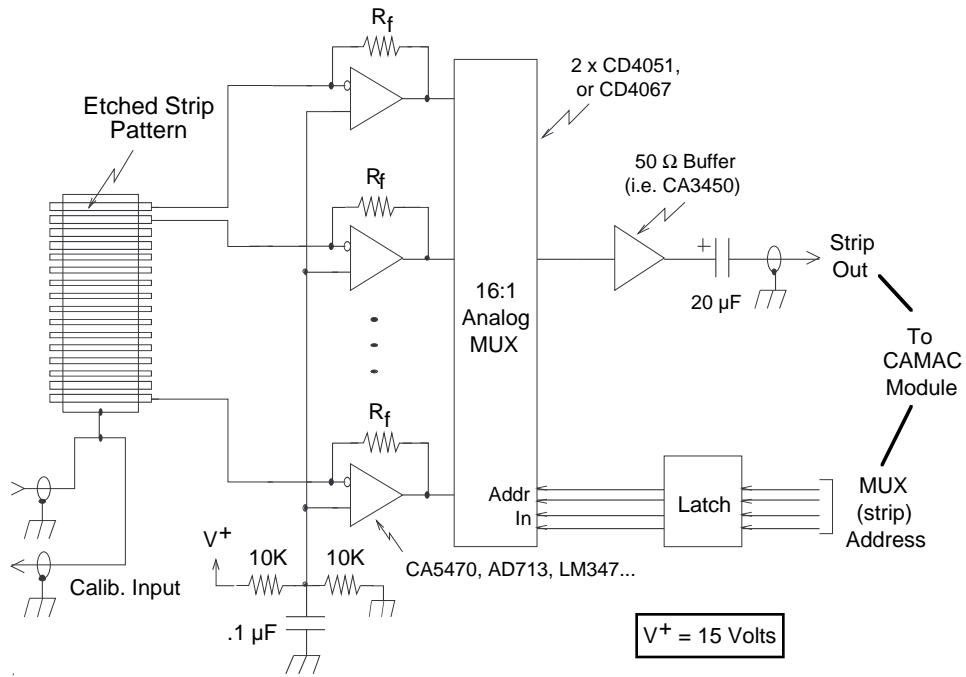 Rf
2 x CD4051,
or CD4067
Etched Strip
Pattern
50 Ω Buffer
(i.e. CA3450)
Rf
+
Strip
Out
20 µF
16:1
Analog
MUX
To
CAMAC
Module
Rf
Addr
In
Latch
MUX
(strip)
Address
V+
10K
10K
CA5470, AD713, LM347...
Calib. Input
.1 µF
V+ = 15 Volts